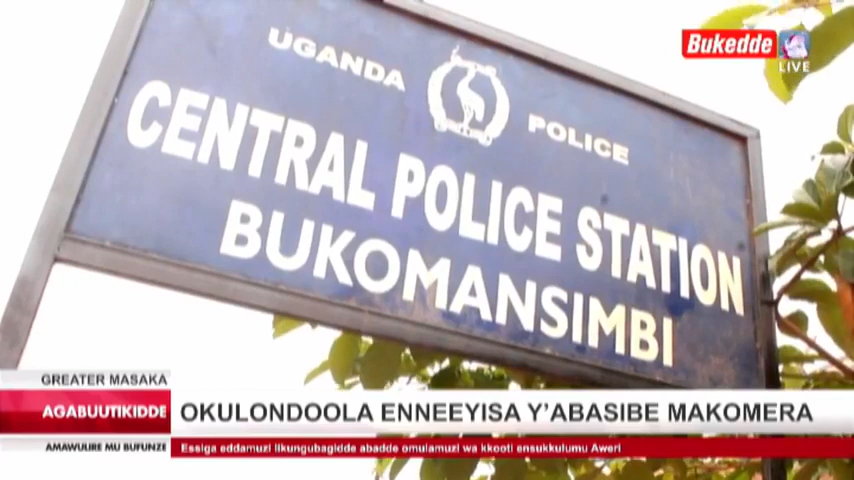 Bukedde
LIVE
UGANDA POLICE
CENTRAL POLICE STATION
BUKOMANSIMBI
GREATER MASAKA
AGABUUTIKIDDE
OKULONDOOLA ENNEEYISA Y'ABASIBE MAKOMERA
AMAWULIRE MU BUFUNZE
Essiga eddamuzi likungubagidde abadde omulamuzi wa kkooti ensukkulumu Aweri